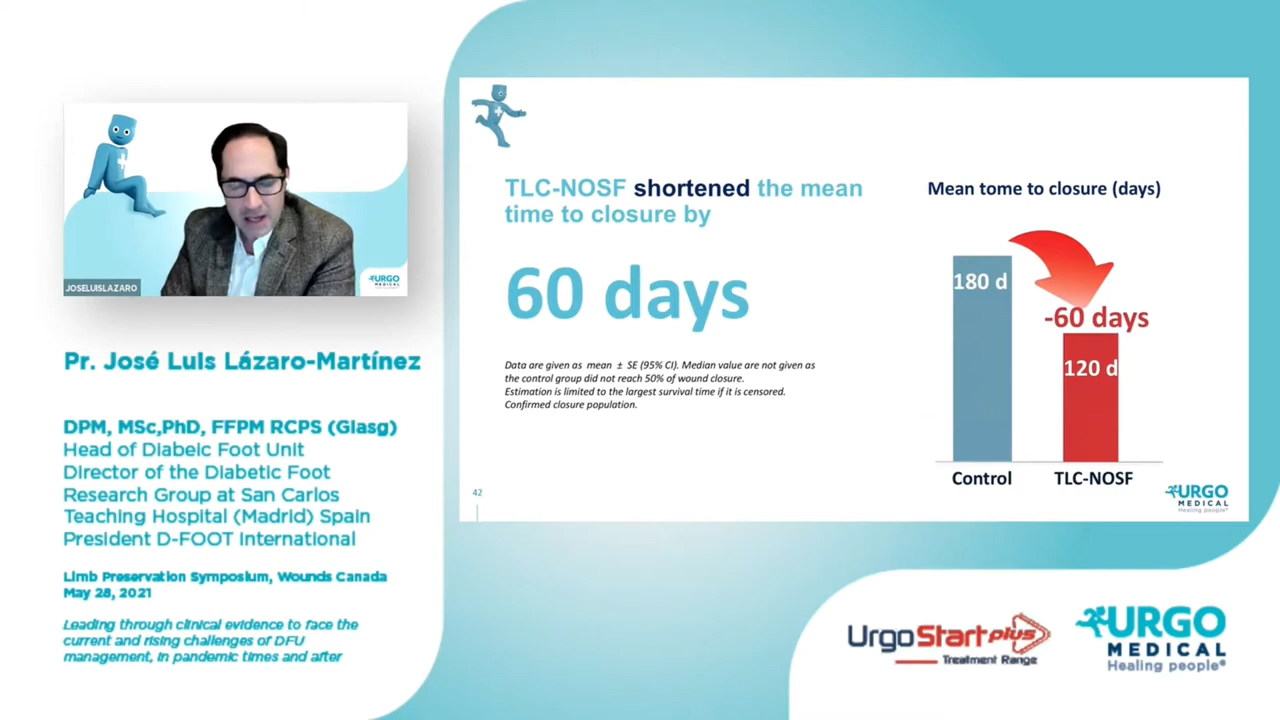 JOSELUISLAZARO
URGO
MEDICAL
Pr. José Luis Lázaro-Martínez
DPM, MSc,PhD, FFPM RCPS (Glasg)
Head of Diabeic Foot Unit
Director of the Diabetic Foot
Research Group at San Carlos
Teaching Hospital (Madrid) Spain
President D-FOOT International
Limb Preservation Symposium, Wounds Canada
May 28, 2021
Leading through clinical evidence to face the
current and rising challenges of DFU
management, in pandemic times and after
TLC-NOSF shortened the mean
time to closure by
60 days
Data are given as mean ± SE (95% CI). Median value are not given as
the control group did not reach 50% of wound closure.
Estimation is limited to the largest survival time if it is censored.
Confirmed closure population.
42
Mean tome to closure (days)
180 d
-60 days
120 d
Control TLC-NOSF
URGO
MEDICAL
Healing people®
UrgoStart plus
Treatment Range
URGO
MEDICAL
Healing people®